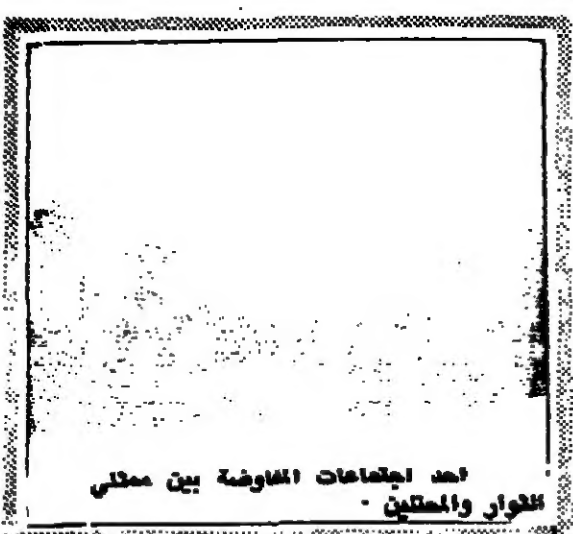 احد اجتماعات المفاوضة بين ممثلي
الثوار والمحتلين -